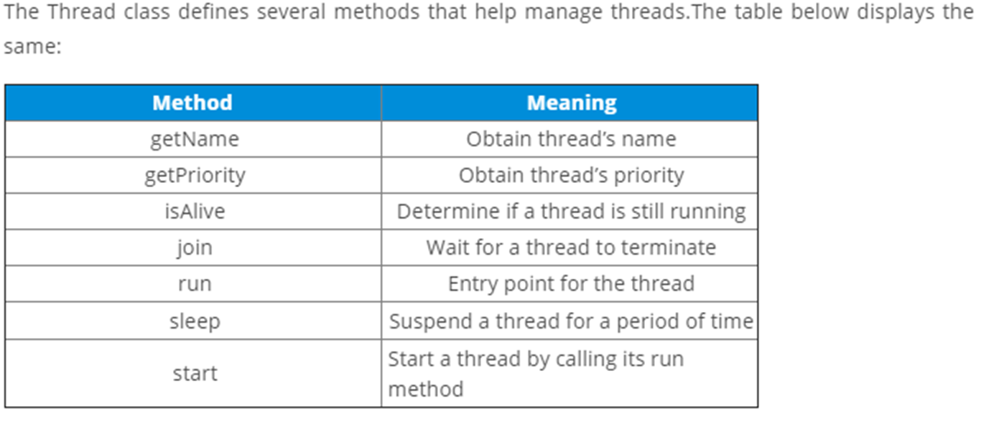 The Thread class defines several methods that help manage threads.The table below displays the
same:
Method Meaning
getName Obtain thread’s name
getPriority Obtain thread’s priority
isAlive Determine if a thread is still running
join Wait for a thread to terminate
run Entry point for the thread
sleep Suspend a thread for a period of time
start Start a thread by calling its run
method